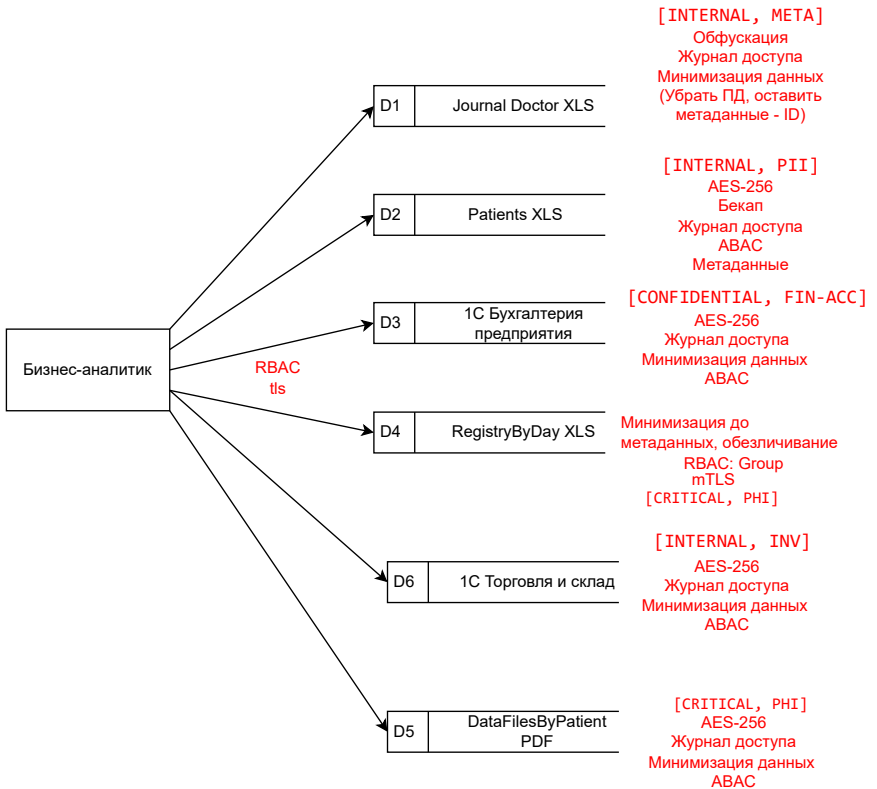 [INTERNAL, META]
Обфускация
Журнал доступа
Минимизация данных
(Убрать ПД, оставить
метаданные - ID)
D1
Journal Doctor XLS
[INTERNAL, PII]
AES-256
Бекап
Журнал доступа
ABAC
Метаданные
D2
Patients XLS
[CONFIDENTIAL, FIN-ACC]
AES-256
Журнал доступа
Минимизация данных
ABAC
D3
1С Бухгалтерия
предприятия
Бизнес-аналитик
RBAC
tls
D4
RegistryByDay XLS
Минимизация до
метаданных, обезличивание
RBAC: Group
mTLS
[CRITICAL, PHI]
[INTERNAL, INV]
AES-256
Журнал доступа
Минимизация данных
ABAC
D6
1С Торговля и склад
[CRITICAL, PHI]
AES-256
Журнал доступа
Минимизация данных
ABAC
D5
DataFilesByPatient
PDF